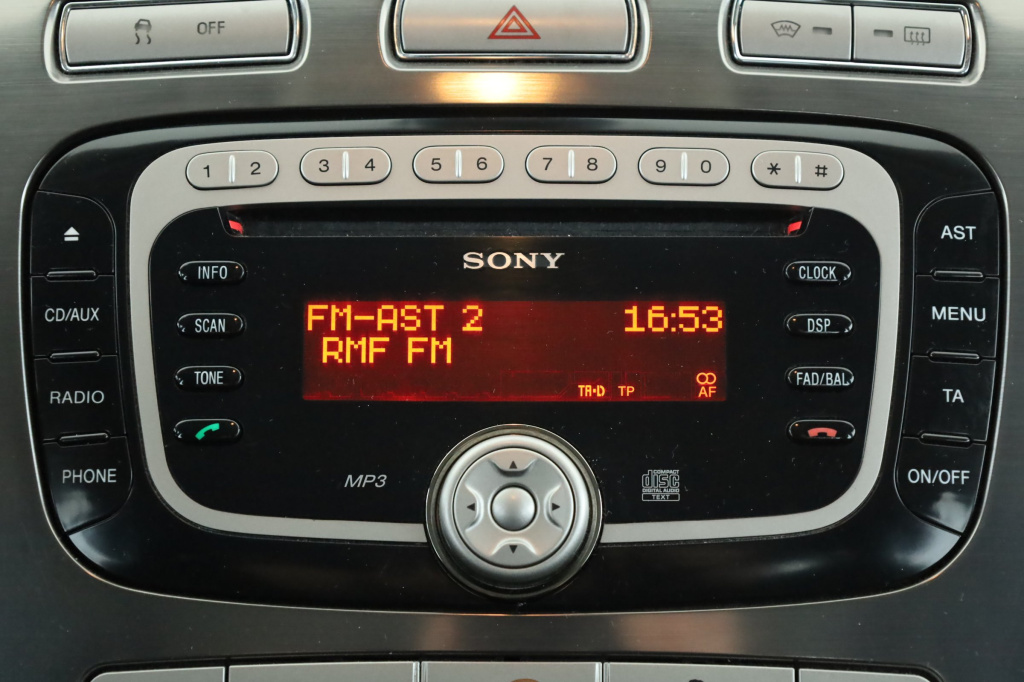 OFF
1 2 3 4 5 6 7 8 9 0 * #
SONY
AST
INFO
CLOCK
CD/AUX
MENU
FM-AST 2 16:53
SCAN
DSP
RMF FM
TONE
FAD/BAL
TA·D TP AF
RADIO
TA
PHONE
ON/OFF
MP3
COMPACT
disc
DIGITAL AUDIO
TEXT